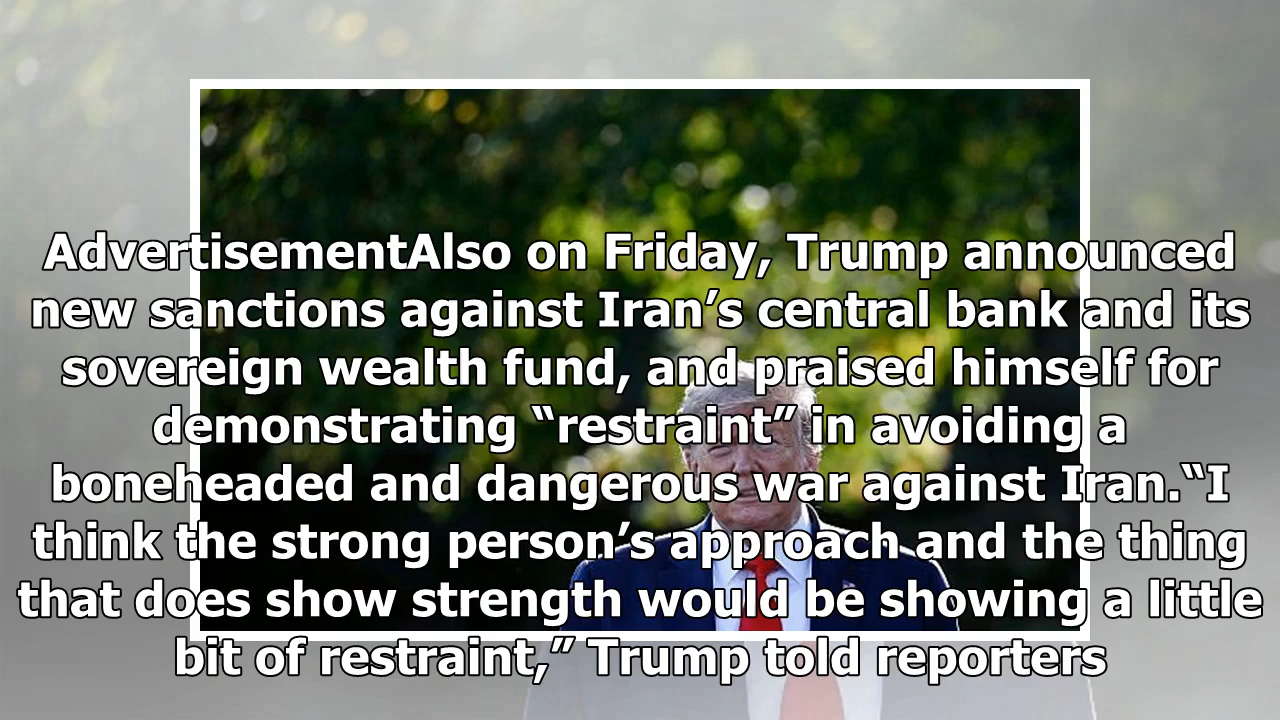 AdvertisementAlso on Friday, Trump announced
new sanctions against Iran’s central bank and its
sovereign wealth fund, and praised himself for
demonstrating “restraint” in avoiding a
boneheaded and dangerous war against Iran.“I
think the strong person’s approach and the thing
that does show strength would be showing a little
bit of restraint,” Trump told reporters